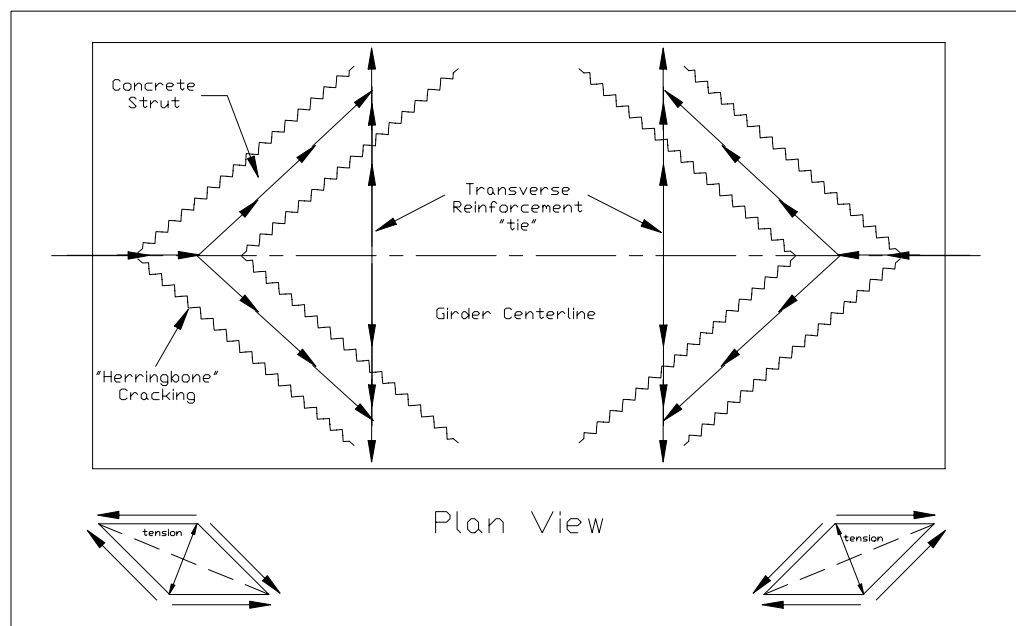 Concrete
Strut
Transverse
Reinforcement
"tie"
Girder Centerline
"Herringbone"
Cracking
Plan View
tension
tension